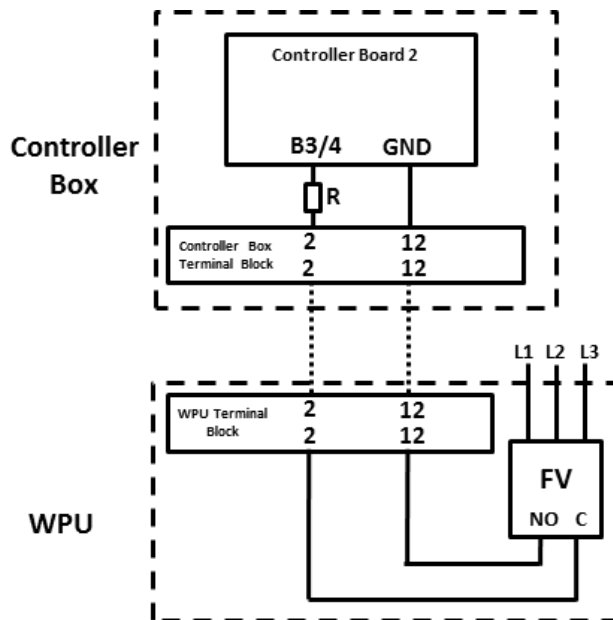 Controller Board 2
B3/4 GND
Controller
Box
R
Controller Box
Terminal Block
2 12
2 12
L1 L2 L3
WPU Terminal
Block
2 12
2 12
FV
NO C
WPU